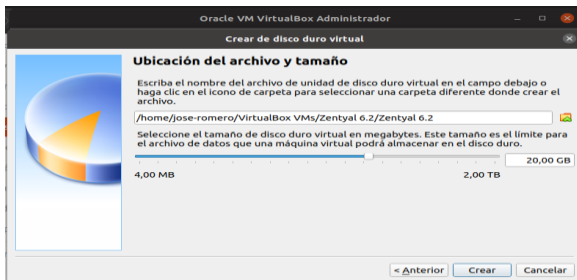 Oracle VM VirtualBox Administrador
Crear de disco duro virtual
Ubicación del archivo y tamaño
Escriba el nombre del archivo de unidad de disco duro virtual en el campo debajo o
haga clic en el icono de carpeta para seleccionar una carpeta diferente donde crear el
archivo.
/home/jose-romero/VirtualBox VMs/Zentyal 6.2/Zentyal 6.2
Seleccione el tamaño de disco duro virtual en megabytes. Este tamaño es el límite para
el archivo de datos que una máquina virtual podrá almacenar en el disco duro.
20,00 GB
4,00 MB 2,00 TB
< Anterior Crear Cancelar